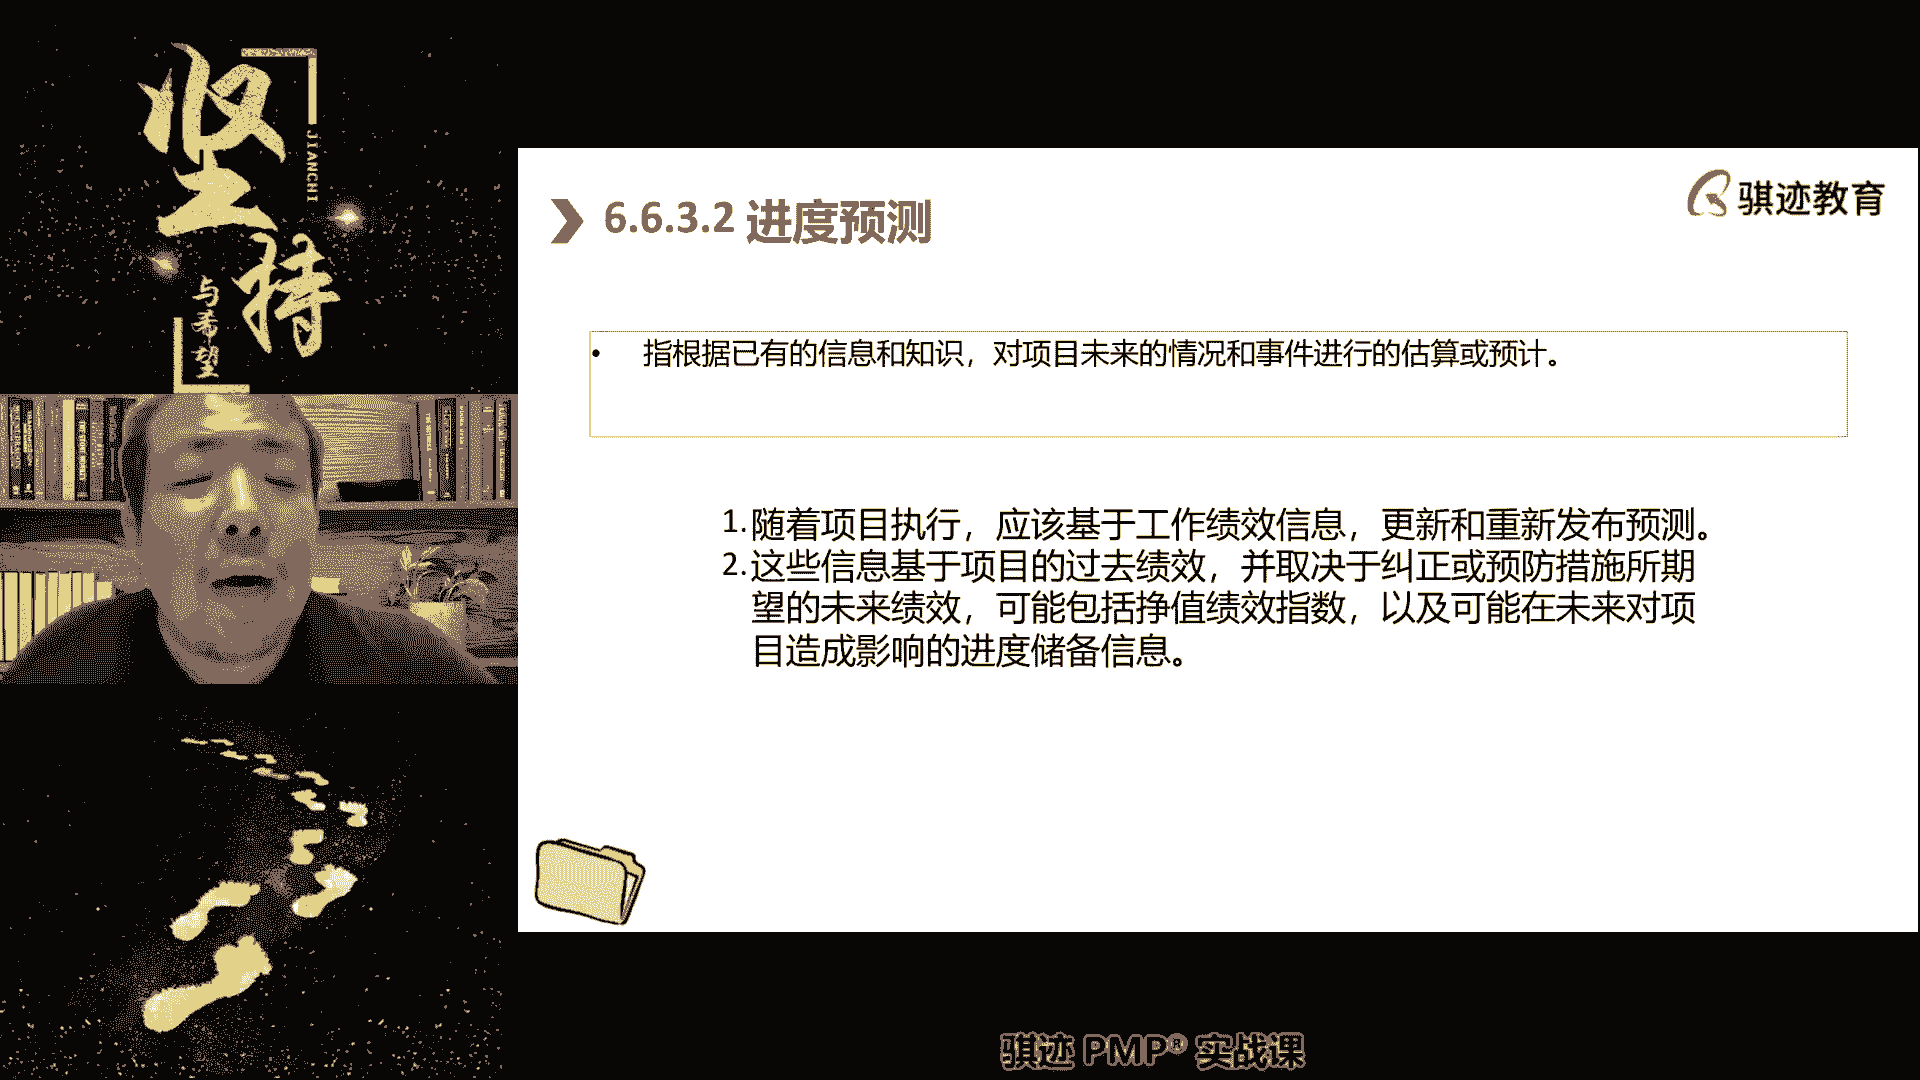 坚持
JIANCHI
与希望
骐迹教育
6.6.3.2 进度预测
• 指根据已有的信息和知识，对项目未来的情况和事件进行的估算或预计。
1.随着项目执行，应该基于工作绩效信息，更新和重新发布预测。
2.这些信息基于项目的过去绩效，并取决于纠正或预防措施所期
望的未来绩效，可能包括挣值绩效指数，以及可能在未来对项
目造成影响的进度储备信息。
骐迹 PMP® 实战课